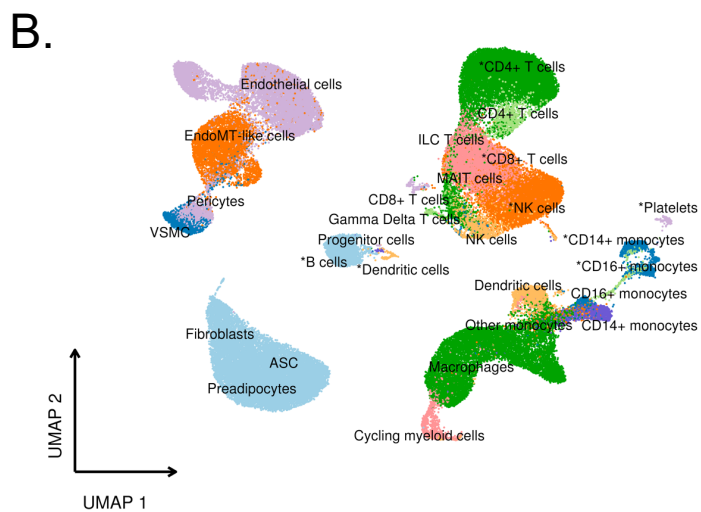 B.
*CD4+ T cells
Endothelial cells
CD4+ T cells
EndoMT-like cells
ILC T cells
*CD8+ T cells
MAIT cells
CD8+ T cells
Pericytes
*NK cells
*Platelets
Gamma Delta T cells
VSMC
Progenitor cells
NK cells
*CD14+ monocytes
*B cells
*Dendritic cells
*CD16+ monocytes
Dendritic cells
CD16+ monocytes
Other monocytes
CD14+ monocytes
Fibroblasts
ASC
Macrophages
Preadipocytes
Cycling myeloid cells
UMAP 2
UMAP 1